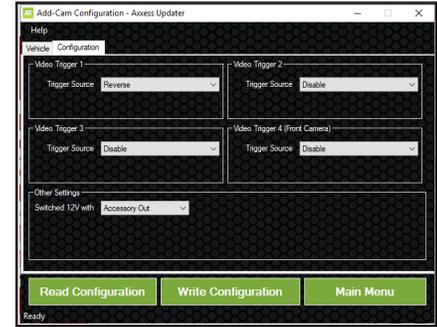 Add-Cam Configuration - Axxess Updater
Help
Vehicle Configuration
Video Trigger 1
Trigger Source Reverse
Video Trigger 2
Trigger Source Disable
Video Trigger 3
Trigger Source Disable
Video Trigger 4 (Front Camera)
Trigger Source Disable
Other Settings
Switched 12V with Accessory Out
Read Configuration Write Configuration Main Menu
Ready